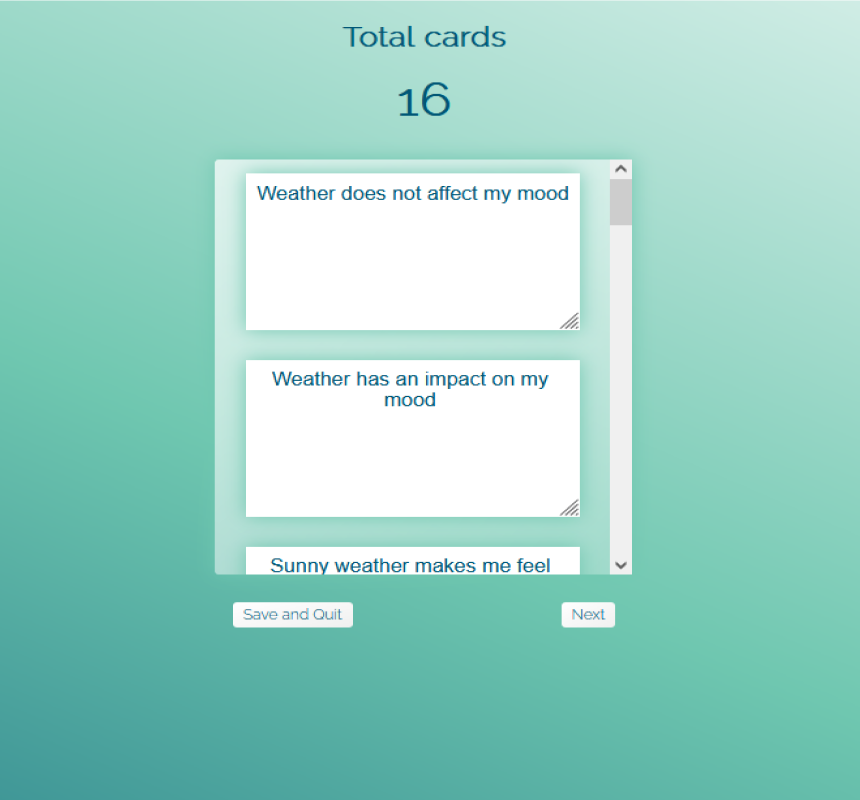 Total cards
16
Weather does not affect my mood
Weather has an impact on my
mood
Sunny weather makes me feel
Save and Quit
Next